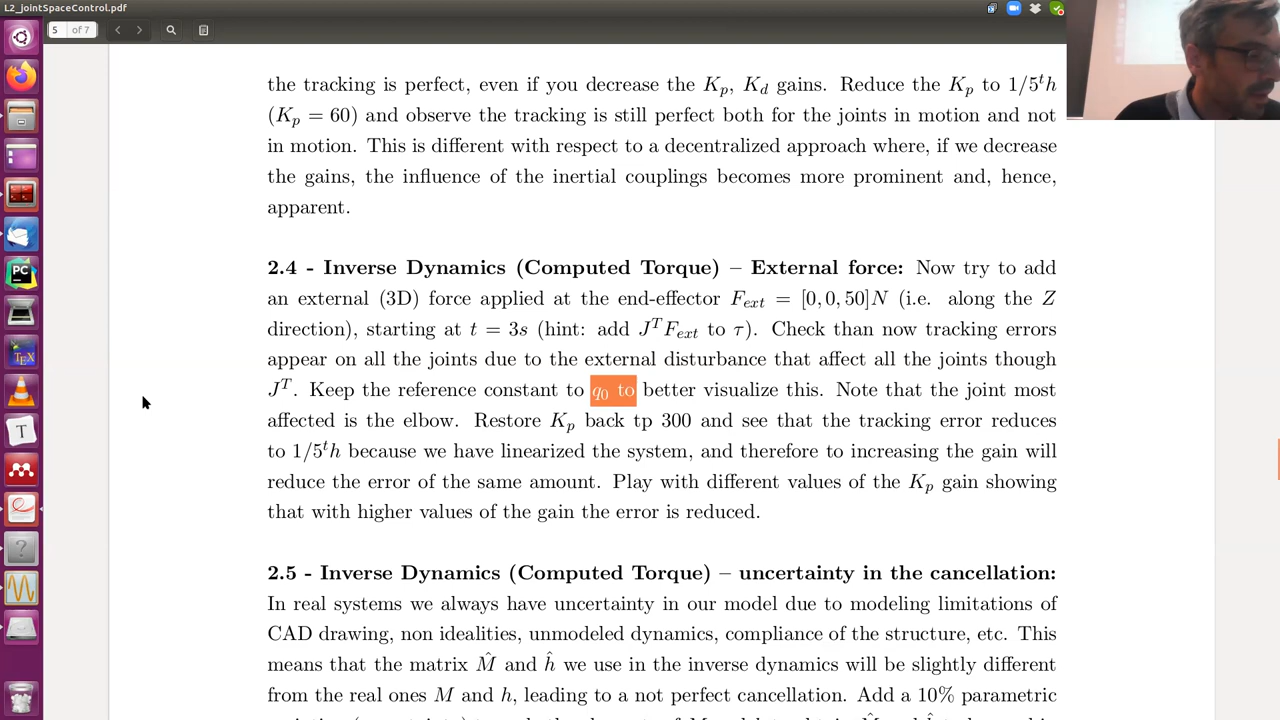 L2_jointSpaceControl.pdf
5 of 7
the tracking is perfect, even if you decrease the Kp, Kd gains. Reduce the Kp to 1/5^th
(Kp = 60) and observe the tracking is still perfect both for the joints in motion and not
in motion. This is different with respect to a decentralized approach where, if we decrease
the gains, the influence of the inertial couplings becomes more prominent and, hence,
apparent.
2.4 - Inverse Dynamics (Computed Torque) – External force: Now try to add
an external (3D) force applied at the end-effector Fext = [0, 0, 50]N (i.e. along the Z
direction), starting at t = 3s (hint: add J^T Fext to τ). Check than now tracking errors
appear on all the joints due to the external disturbance that affect all the joints though
J^T. Keep the reference constant to q0 to better visualize this. Note that the joint most
affected is the elbow. Restore Kp back tp 300 and see that the tracking error reduces
to 1/5^th because we have linearized the system, and therefore to increasing the gain will
reduce the error of the same amount. Play with different values of the Kp gain showing
that with higher values of the gain the error is reduced.
2.5 - Inverse Dynamics (Computed Torque) – uncertainty in the cancellation:
In real systems we always have uncertainty in our model due to modeling limitations of
CAD drawing, non idealities, unmodeled dynamics, compliance of the structure, etc. This
means that the matrix M̂ and ĥ we use in the inverse dynamics will be slightly different
from the real ones M and h, leading to a not perfect cancellation. Add a 10% parametric